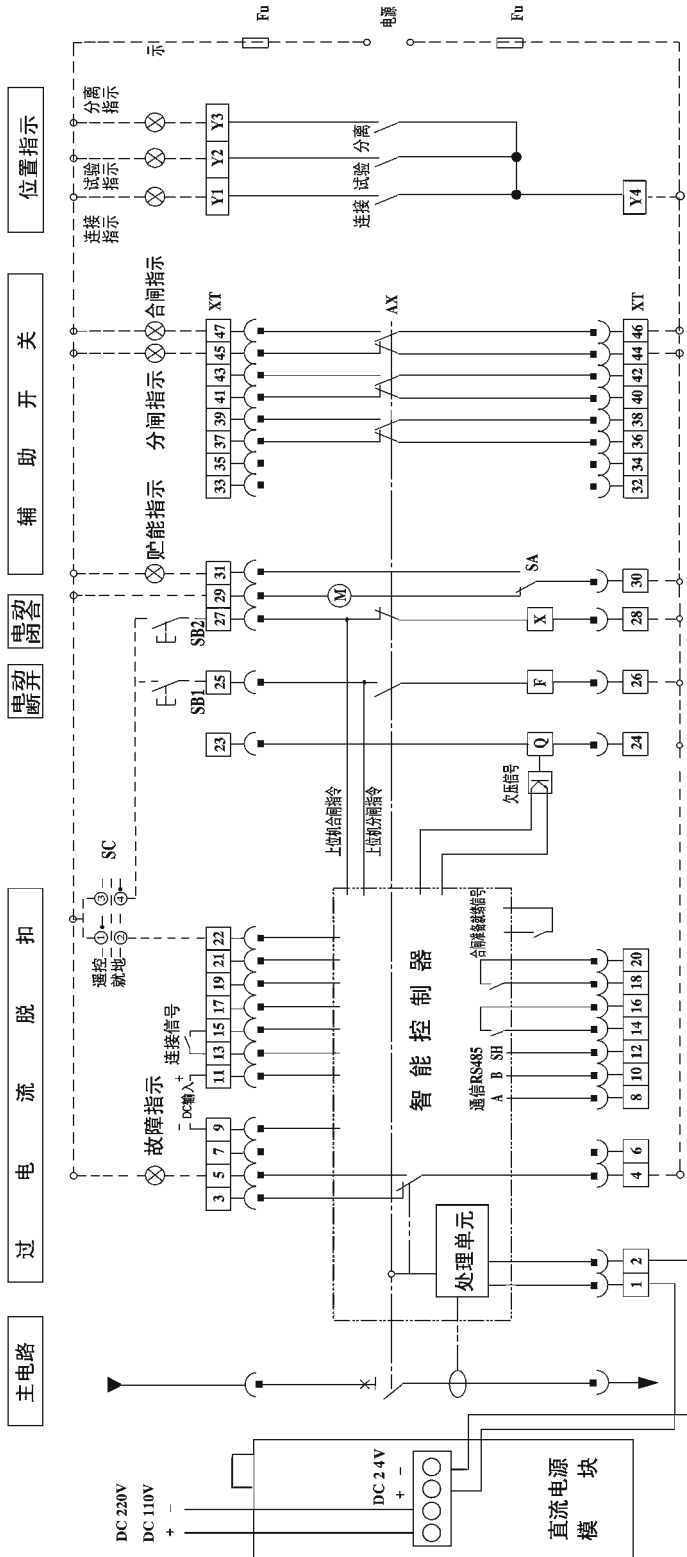 主电路
过电流脱扣
电动断开
电动闭合
辅助开关
位置指示
DC 220V
DC 110V
+ -
DC 24V
+ -
直流电源模块
故障指示
- DC输入 +
连接信号
遥控
就地
① ③
② ④
SC
SB1
SB2
贮能指示
分闸指示
合闸指示
连接指示
试验指示
分离指示
示
Fu
电源
Fu
3 5 7 9 11 13 15 17 19 21 22 23 25 27 29 31 33 35 37 39 41 43 45 47
XT
Y1 Y2 Y3
连接
试验
分离
AX
M
SA
上位机合闸指令
上位机分闸指令
智能控制器
处理单元
通信RS485
A B SH
合闸准备就绪信号
欠压信号
Q
F
X
1 2 4 6 8 10 12 14 16 18 20 24 26 28 30 32 34 36 38 40 42 44 46
XT
Y4